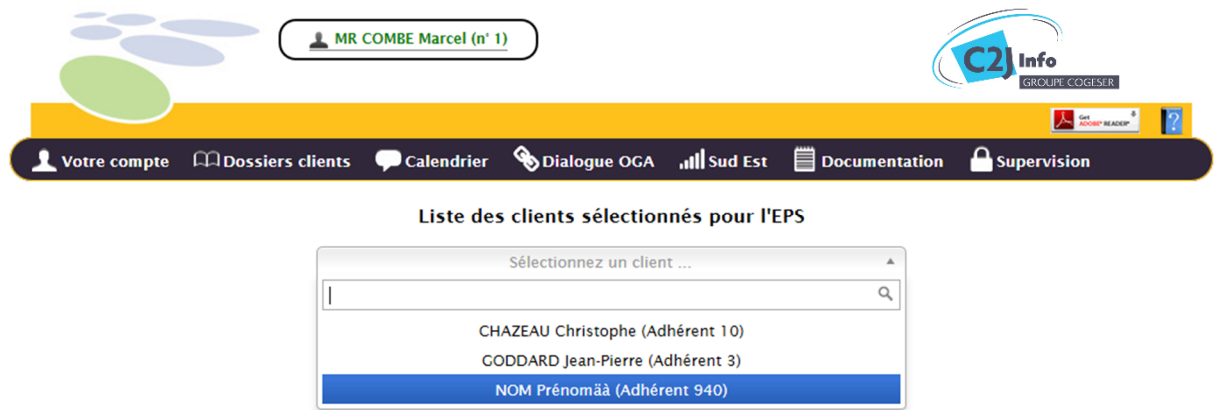 MR COMBE Marcel (n° 1)
C2J Info
GROUPE COGESER
Get
ADOBE® READER®
?
Votre compte Dossiers clients Calendrier Dialogue OGA Sud Est Documentation Supervision
Liste des clients sélectionnés pour l'EPS
Sélectionnez un client ...
CHAZEAU Christophe (Adhérent 10)
GODDARD Jean-Pierre (Adhérent 3)
NOM Prénomäà (Adhérent 940)